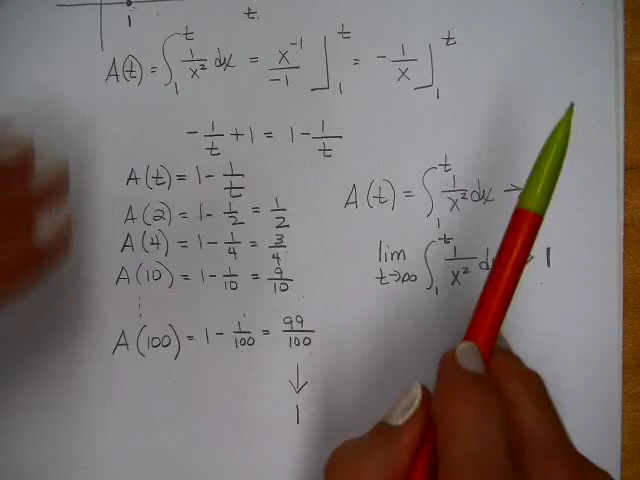 1 t
A(t) = ∫₁ᵗ 1/x² dx = x⁻¹/-1 ]₁ᵗ = - 1/x ]₁ᵗ
- 1/t + 1 = 1 - 1/t
A(t) = 1 - 1/t
A(2) = 1 - 1/2 = 1/2
A(4) = 1 - 1/4 = 3/4
A(10) = 1 - 1/10 = 9/10
A(100) = 1 - 1/100 = 99/100
↓
1
A(t) = ∫₁ᵗ 1/x² dx →
lim t→∞ ∫₁ᵗ 1/x² d → 1